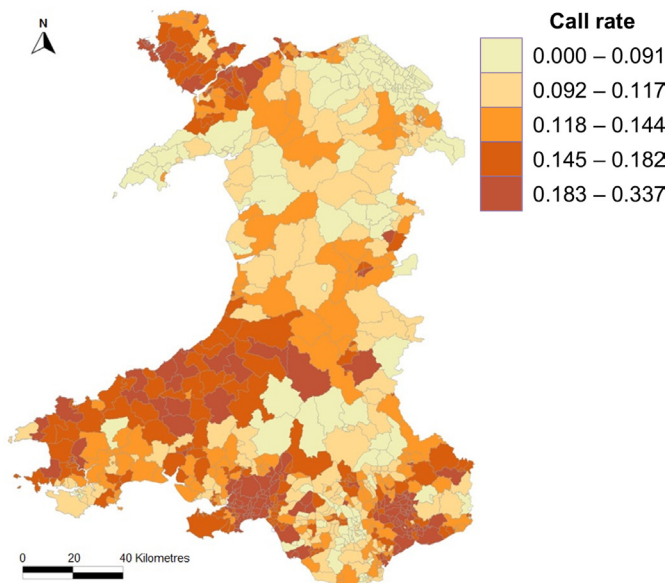 N
Call rate
0.000 – 0.091
0.092 – 0.117
0.118 – 0.144
0.145 – 0.182
0.183 – 0.337
0 20 40 Kilometres